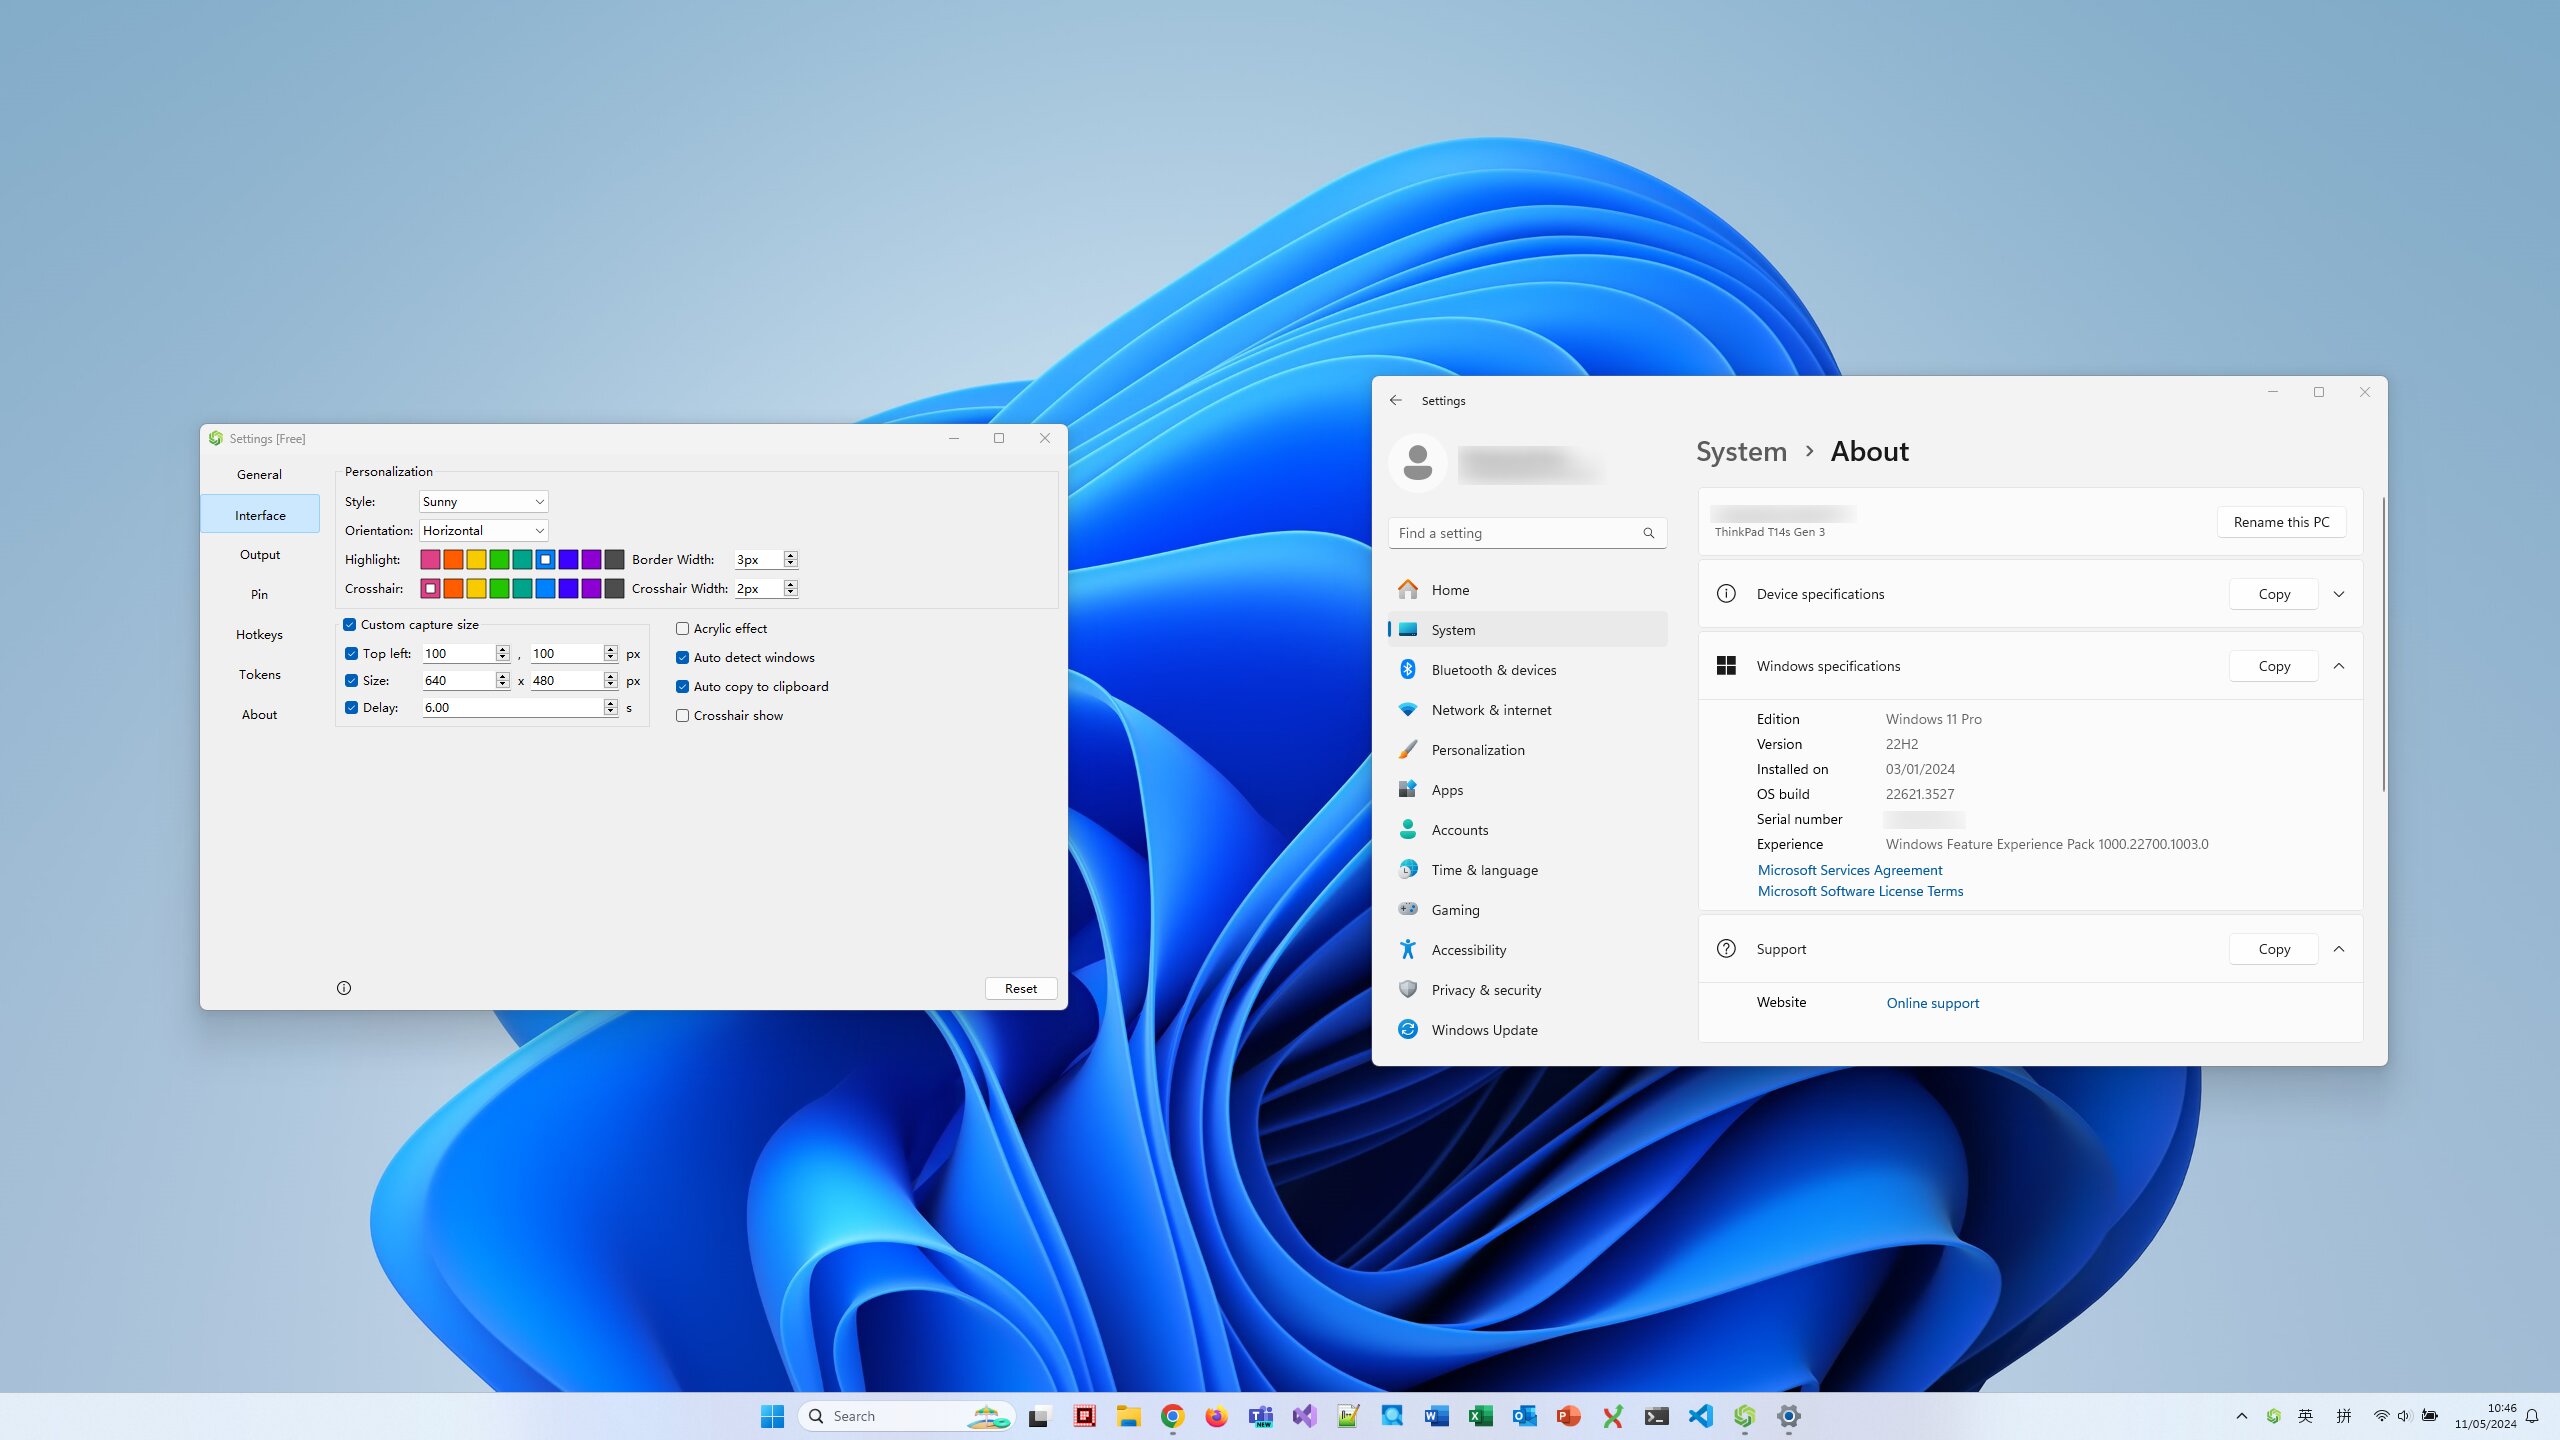 Settings [Free]
General
Interface
Output
Pin
Hotkeys
Tokens
About
Personalization
Style: Sunny
Orientation: Horizontal
Highlight: Border Width: 3px
Crosshair: Crosshair Width: 2px
Custom capture size
Top left: 100 , 100 px
Size: 640 x 480 px
Delay: 6.00 s
Acrylic effect
Auto detect windows
Auto copy to clipboard
Crosshair show
Reset
Settings
Find a setting
Home
System
Bluetooth & devices
Network & internet
Personalization
Apps
Accounts
Time & language
Gaming
Accessibility
Privacy & security
Windows Update
System › About
ThinkPad T14s Gen 3
Rename this PC
Device specifications Copy
Windows specifications Copy
Edition Windows 11 Pro
Version 22H2
Installed on 03/01/2024
OS build 22621.3527
Serial number
Experience Windows Feature Experience Pack 1000.22700.1003.0
Microsoft Services Agreement
Microsoft Software License Terms
Support Copy
Website Online support
Search
NEW
英 拼
10:46
11/05/2024